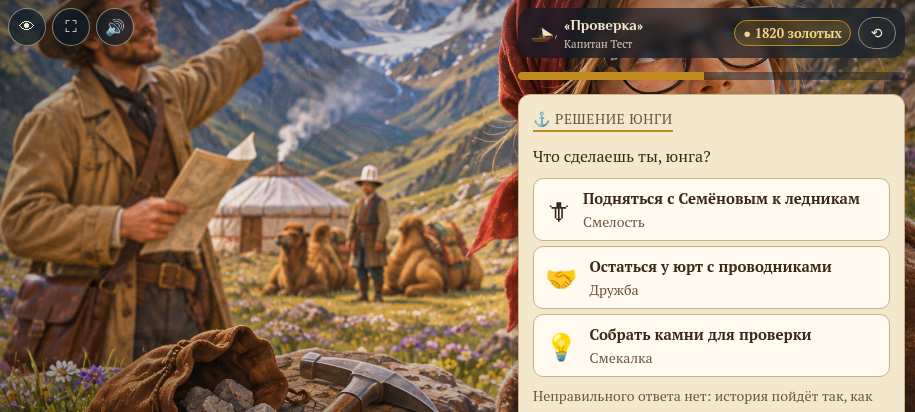 «Проверка»
Капитан Тест
1820 золотых
РЕШЕНИЕ ЮНГИ
Что сделаешь ты, юнга?
Подняться с Семёновым к ледникам
Смелость
Остаться у юрт с проводниками
Дружба
Собрать камни для проверки
Смекалка
Неправильного ответа нет: история пойдёт так, как